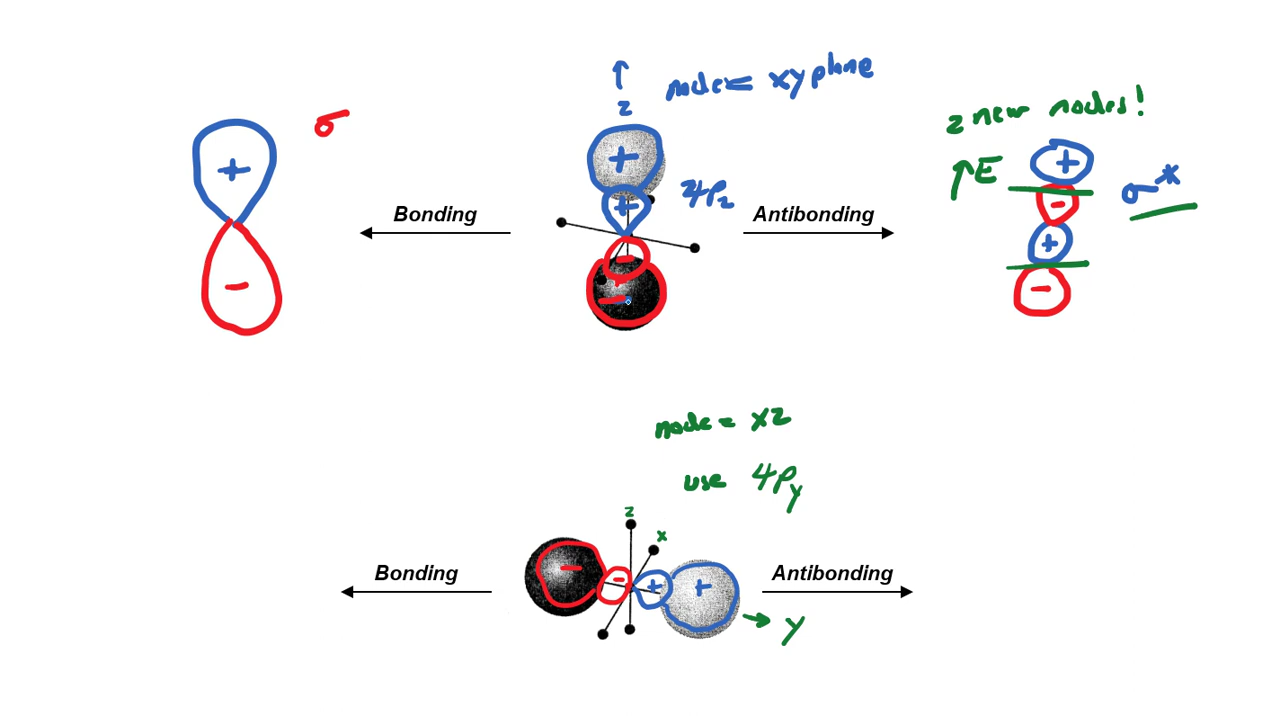 node = xy plane
↑
z
2 new nodes!
σ
+
+
+
↑E
-
σ*
+
4Pz
Bonding
Antibonding
+
-
-
-
-
node = xz
use 4Py
z
x
Bonding
Antibonding
-
-
+
+
→ y